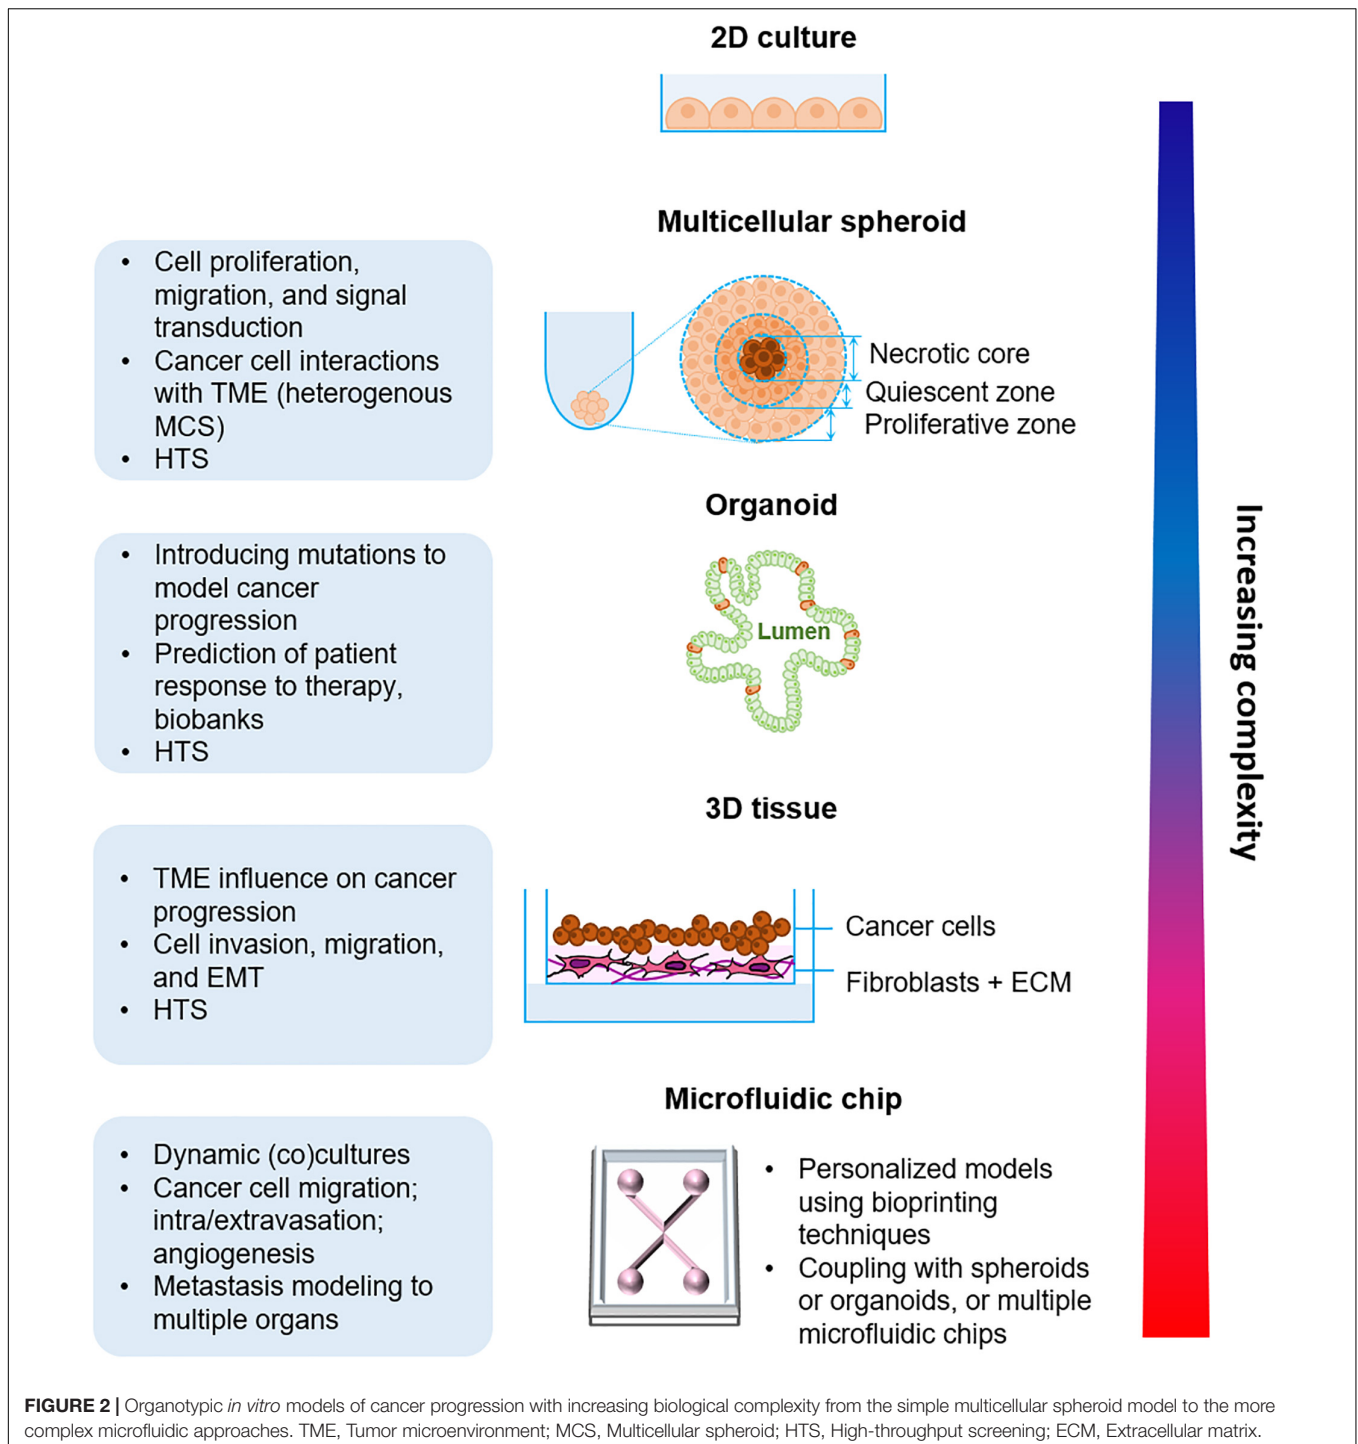 2D culture
Multicellular spheroid
• Cell proliferation,
migration, and signal
transduction
• Cancer cell interactions
with TME (heterogenous
MCS)
• HTS
Necrotic core
Quiescent zone
Proliferative zone
Organoid
• Introducing mutations to
model cancer
progression
• Prediction of patient
response to therapy,
biobanks
• HTS
Lumen
3D tissue
• TME influence on cancer
progression
• Cell invasion, migration,
and EMT
• HTS
Cancer cells
Fibroblasts + ECM
Microfluidic chip
• Dynamic (co)cultures
• Cancer cell migration;
intra/extravasation;
angiogenesis
• Metastasis modeling to
multiple organs
• Personalized models
using bioprinting
techniques
• Coupling with spheroids
or organoids, or multiple
microfluidic chips
Increasing complexity
FIGURE 2 | Organotypic in vitro models of cancer progression with increasing biological complexity from the simple multicellular spheroid model to the more
complex microfluidic approaches. TME, Tumor microenvironment; MCS, Multicellular spheroid; HTS, High-throughput screening; ECM, Extracellular matrix.